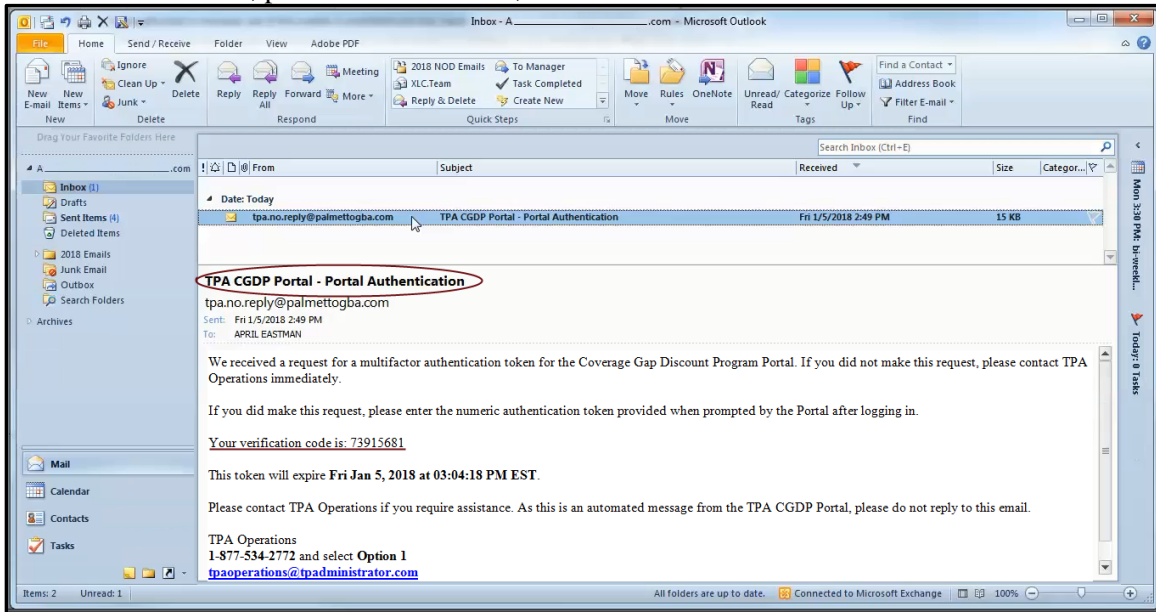 Inbox - A____________________.com - Microsoft Outlook
File Home Send / Receive Folder View Adobe PDF
New E-mail New Items Ignore Clean Up Junk Delete Reply Reply All Forward Meeting More 2018 NOD Emails XLC.Team Reply & Delete To Manager Task Completed Create New Move Rules OneNote Unread/ Read Categorize Follow Up Find a Contact Address Book Filter E-mail
New Delete Respond Quick Steps Move Tags Find
Drag Your Favorite Folders Here
Search Inbox (Ctrl+E)
A____________________.com
Inbox (1)
Drafts
Sent Items (4)
Deleted Items
2018 Emails
Junk Email
Outbox
Search Folders
Archives
Mail
Calendar
Contacts
Tasks
! From Subject Received Size Categor...
Date: Today
tpa.no.reply@palmettogba.com TPA CGDP Portal - Portal Authentication Fri 1/5/2018 2:49 PM 15 KB
TPA CGDP Portal - Portal Authentication
tpa.no.reply@palmettogba.com
Sent: Fri 1/5/2018 2:49 PM
To: APRIL EASTMAN
We received a request for a multifactor authentication token for the Coverage Gap Discount Program Portal. If you did not make this request, please contact TPA
Operations immediately.
If you did make this request, please enter the numeric authentication token provided when prompted by the Portal after logging in.
Your verification code is: 73915681
This token will expire Fri Jan 5, 2018 at 03:04:18 PM EST.
Please contact TPA Operations if you require assistance. As this is an automated message from the TPA CGDP Portal, please do not reply to this email.
TPA Operations
1-877-534-2772 and select Option 1
tpaoperations@tpadministrator.com
Mon 3:30 PM: bi-weekl...
Today: 0 Tasks
Items: 2 Unread: 1 All folders are up to date. Connected to Microsoft Exchange 100%